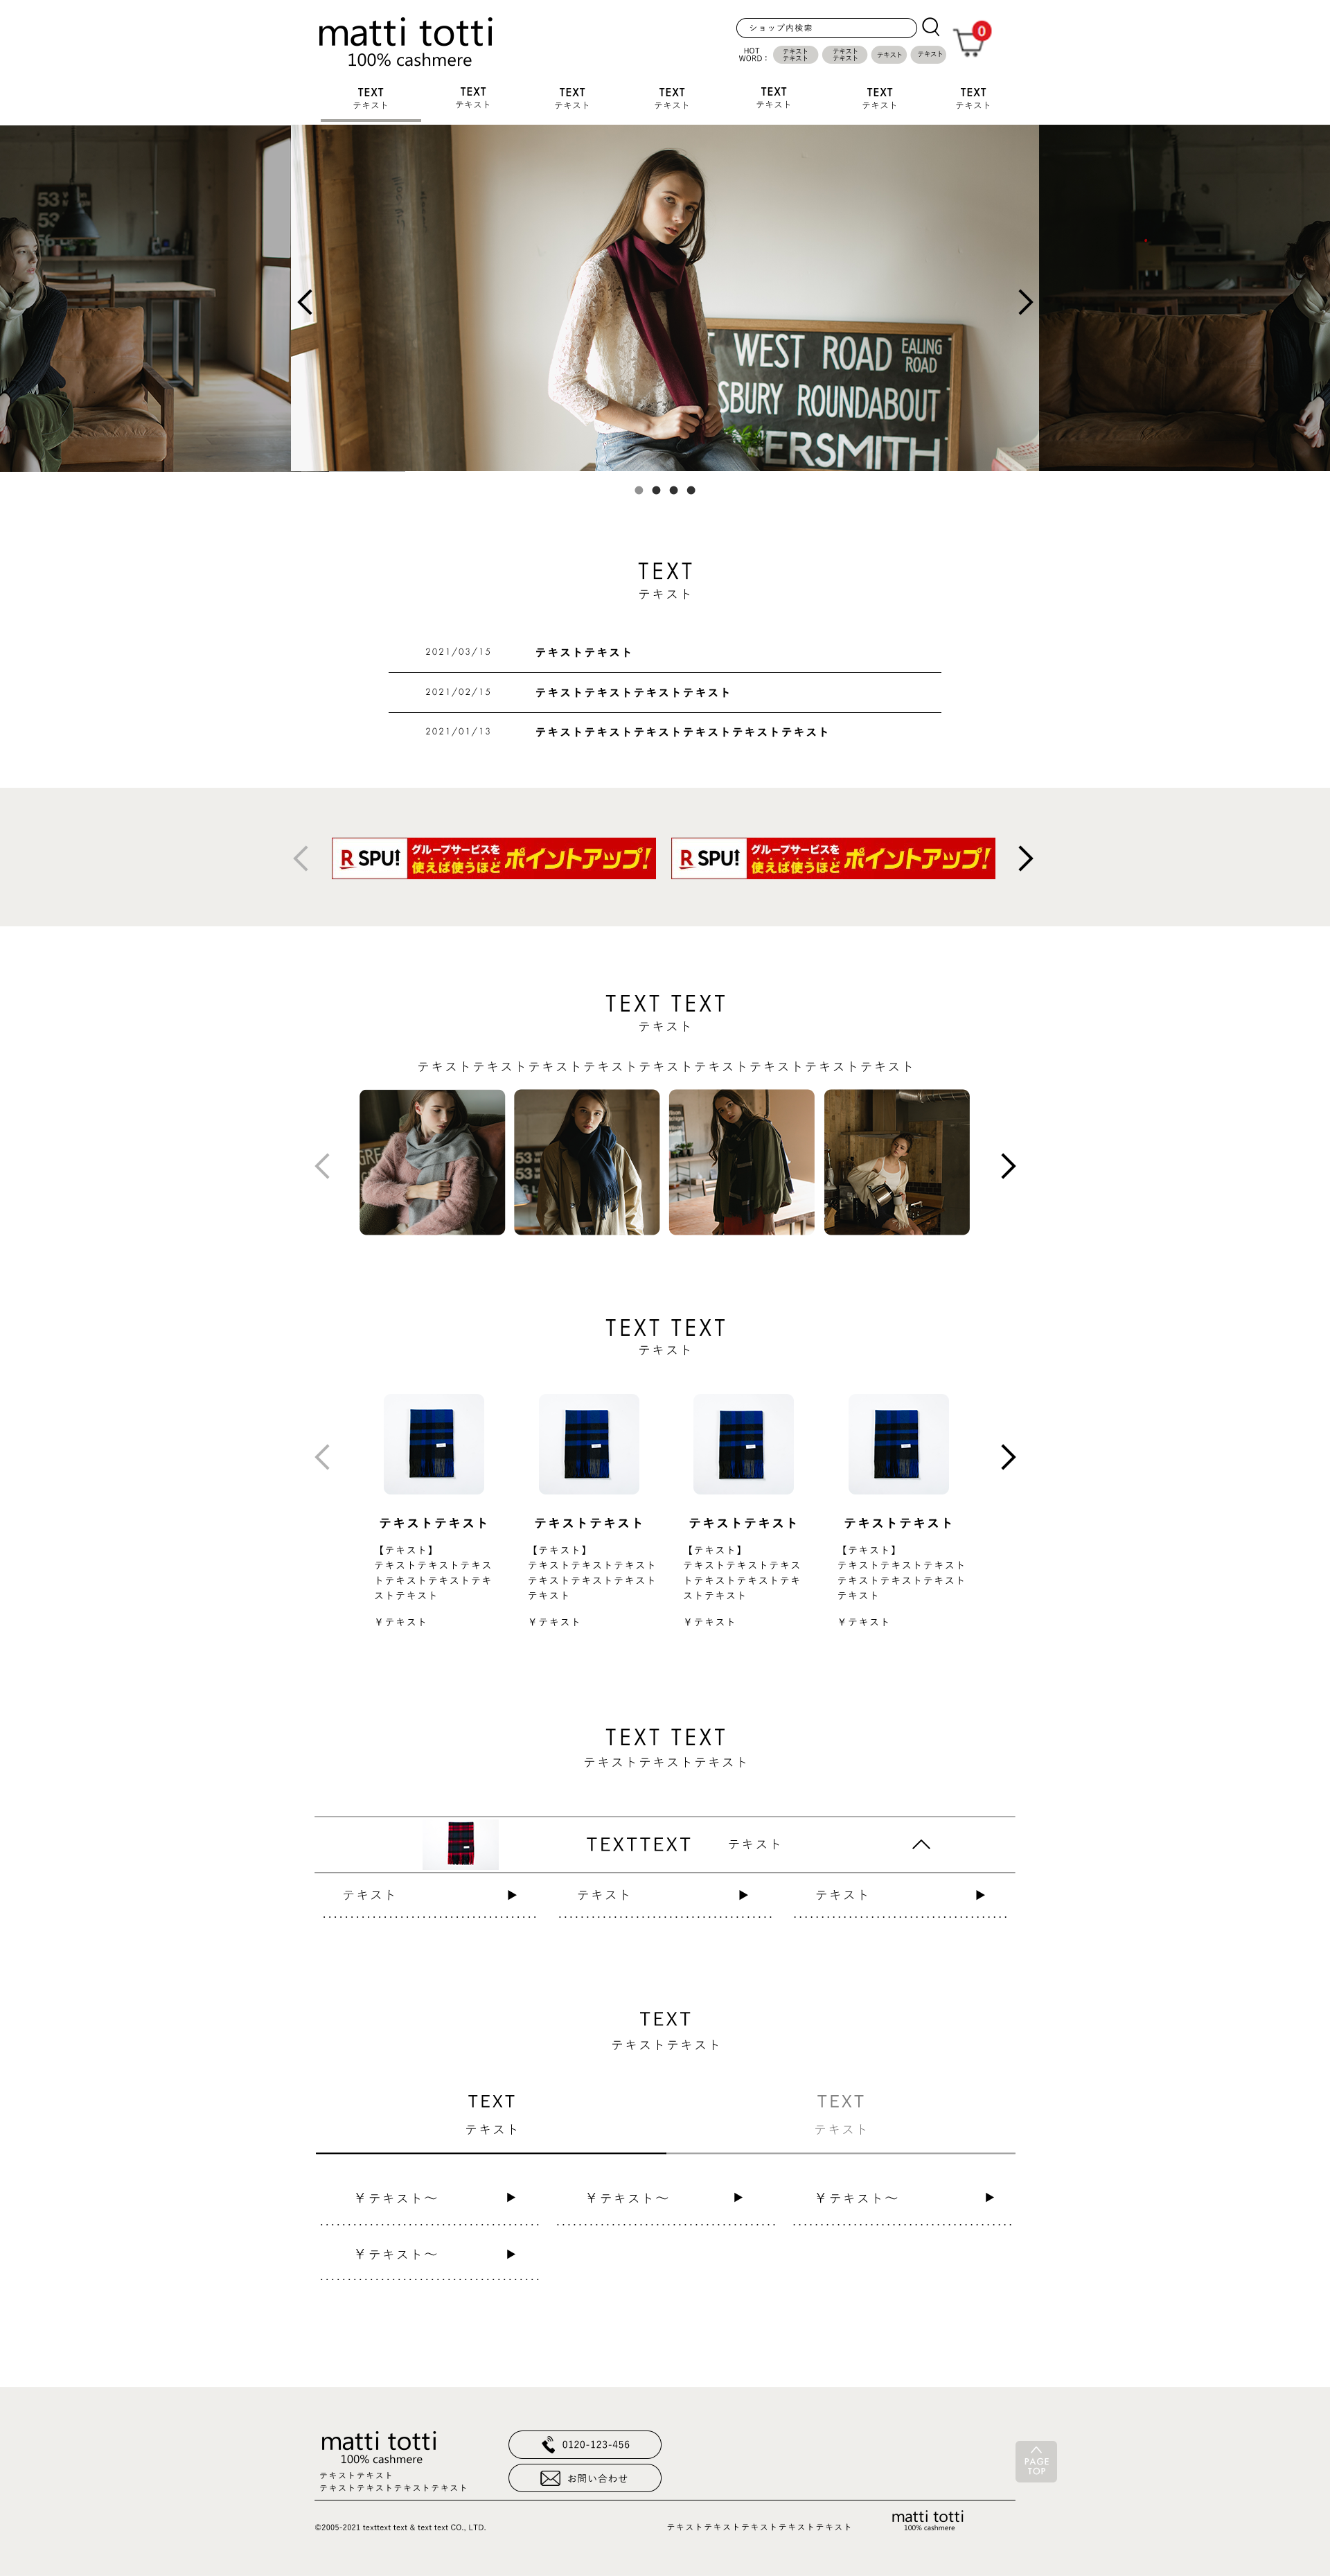 matti totti
100% cashmere
ショップ内検索
0
HOT
WORD：
テキスト
テキスト
テキスト
テキスト
テキスト
テキスト
TEXT
テキスト
TEXT
テキスト
TEXT
テキスト
TEXT
テキスト
TEXT
テキスト
TEXT
テキスト
TEXT
テキスト
53
WEST ROAD EALING ROAD
SBURY ROUNDABOUT
ERSMITH
TEXT
テキスト
2021/03/15 テキストテキスト
2021/02/15 テキストテキストテキストテキスト
2021/01/13 テキストテキストテキストテキストテキストテキスト
R SPU! グループサービスを使えば使うほど ポイントアップ!
R SPU! グループサービスを使えば使うほど ポイントアップ!
TEXT TEXT
テキスト
テキストテキストテキストテキストテキストテキストテキストテキストテキスト
TEXT TEXT
テキスト
テキストテキスト
【テキスト】
テキストテキストテキス
トテキストテキストテキ
ストテキスト
¥テキスト
テキストテキスト
【テキスト】
テキストテキストテキスト
テキストテキストテキスト
テキスト
¥テキスト
テキストテキスト
【テキスト】
テキストテキストテキス
トテキストテキストテキ
ストテキスト
¥テキスト
テキストテキスト
【テキスト】
テキストテキストテキスト
テキストテキストテキスト
テキスト
¥テキスト
TEXT TEXT
テキストテキストテキスト
TEXTTEXT テキスト
テキスト ▶
テキスト ▶
テキスト ▶
TEXT
テキストテキスト
TEXT
テキスト
TEXT
テキスト
¥テキスト～ ▶
¥テキスト～ ▶
¥テキスト～ ▶
¥テキスト～ ▶
matti totti
100% cashmere
テキストテキスト
テキストテキストテキストテキスト
0120-123-456
お問い合わせ
PAGE
TOP
©2005-2021 texttext text & text text CO., LTD.
テキストテキストテキストテキストテキスト
matti totti
100% cashmere